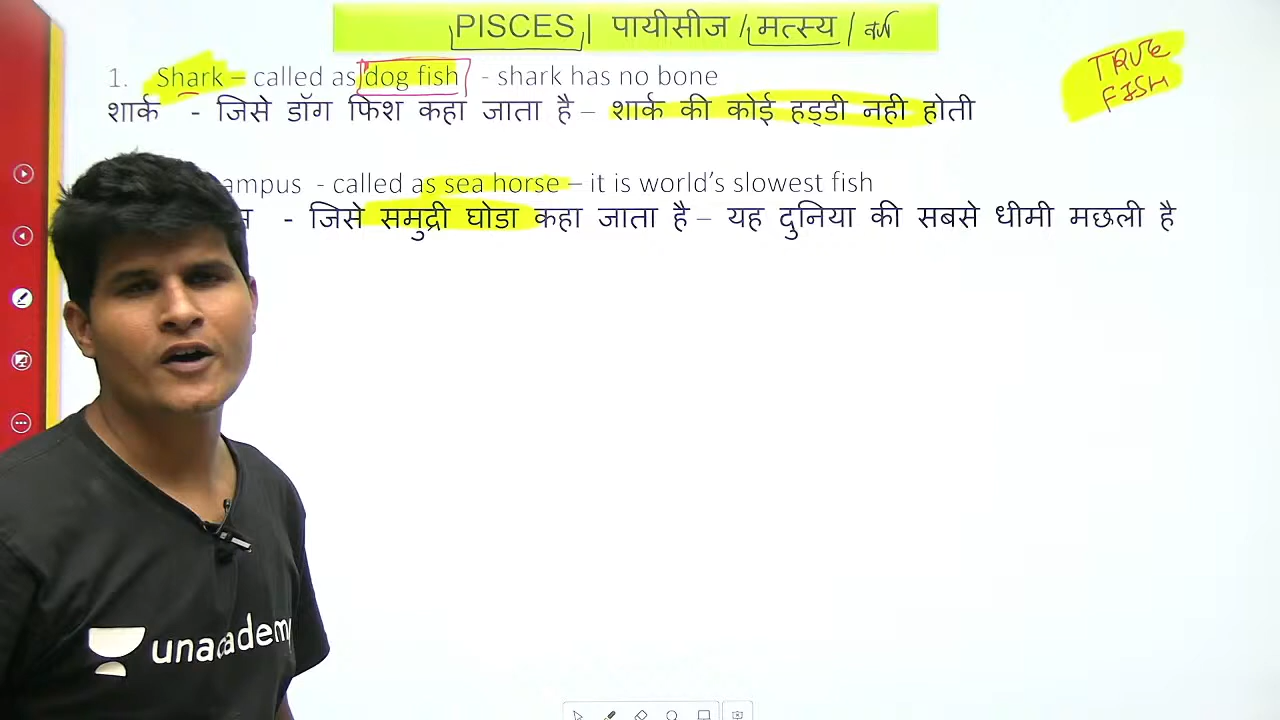 PISCES | पायीसीज / मत्स्य / वर्ग
TRUE
FISH
1. Shark – called as dog fish - shark has no bone
शार्क - जिसे डॉग फिश कहा जाता है – शार्क की कोई हड्डी नही होती
ampus - called as sea horse – it is world's slowest fish
- जिसे समुद्री घोडा कहा जाता है – यह दुनिया की सबसे धीमी मछली है
unacademy